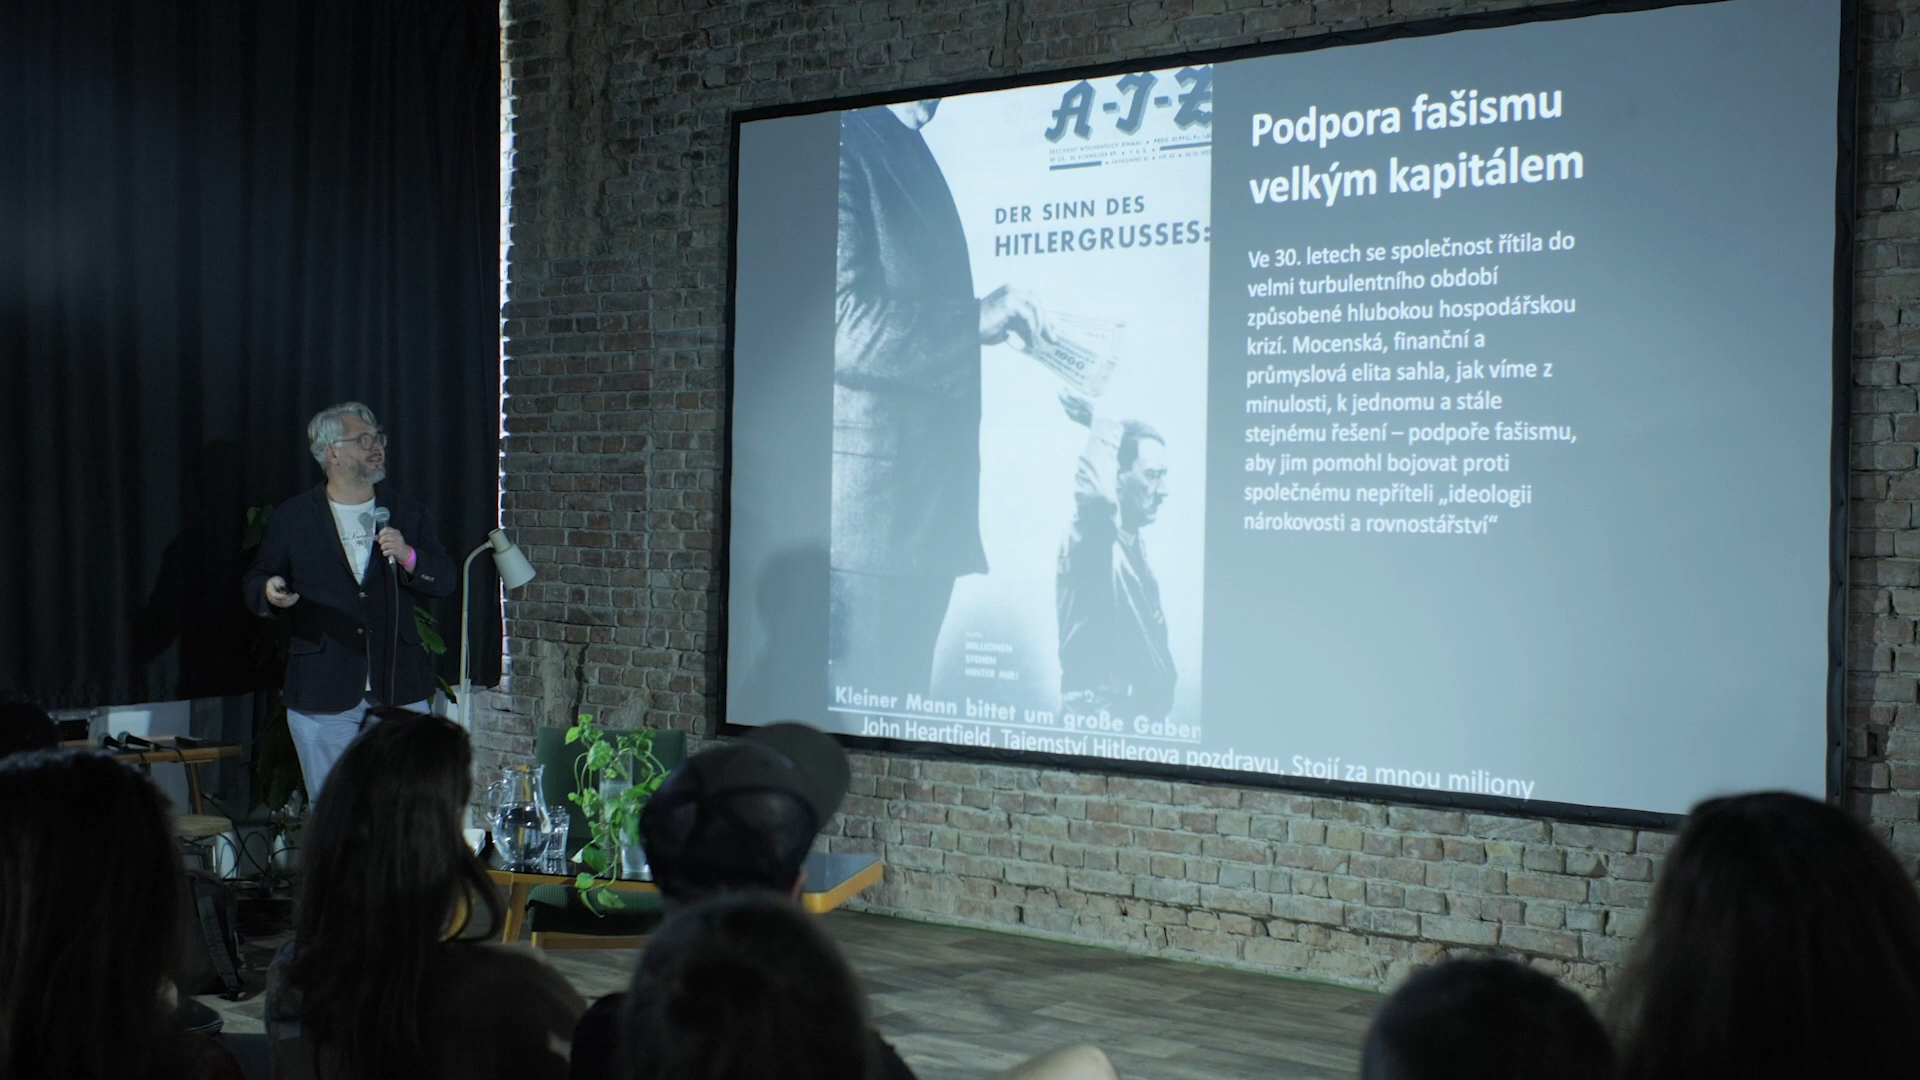 A-I-Z
DER SINN DES
HITLERGRUSSES:
1000
MILLIONEN
STEHEN
HINTER MIR!
Kleiner Mann bittet um große Gaben
Podpora fašismu
velkým kapitálem
Ve 30. letech se společnost řítila do
velmi turbulentního období
způsobené hlubokou hospodářskou
krizí. Mocenská, finanční a
průmyslová elita sahla, jak víme z
minulosti, k jednomu a stále
stejnému řešení – podpoře fašismu,
aby jim pomohl bojovat proti
společnému nepříteli „ideologii
nárokovosti a rovnostářství“
John Heartfield, Tajemství Hitlerova pozdravu, Stojí za mnou miliony